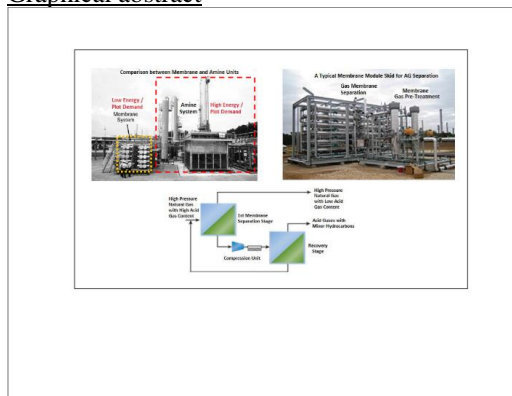 Graphical abstract
Comparison between Membrane and Amine Units
Low Energy /
Plot Demand
Membrane
System
Amine
System
High Energy /
Plot Demand
A Typical Membrane Module Skid for AG Separation
Gas Membrane
Separation
Membrane
Gas Pre-Treatment
High Pressure
Natural Gas
with High Acid
Gas Content
1st Membrane
Separation Stage
High Pressure
Natural Gas
with Low Acid
Gas Content
Acid Gases with
Minor Hydrocarbons
Compression Unit
Recovery
Stage